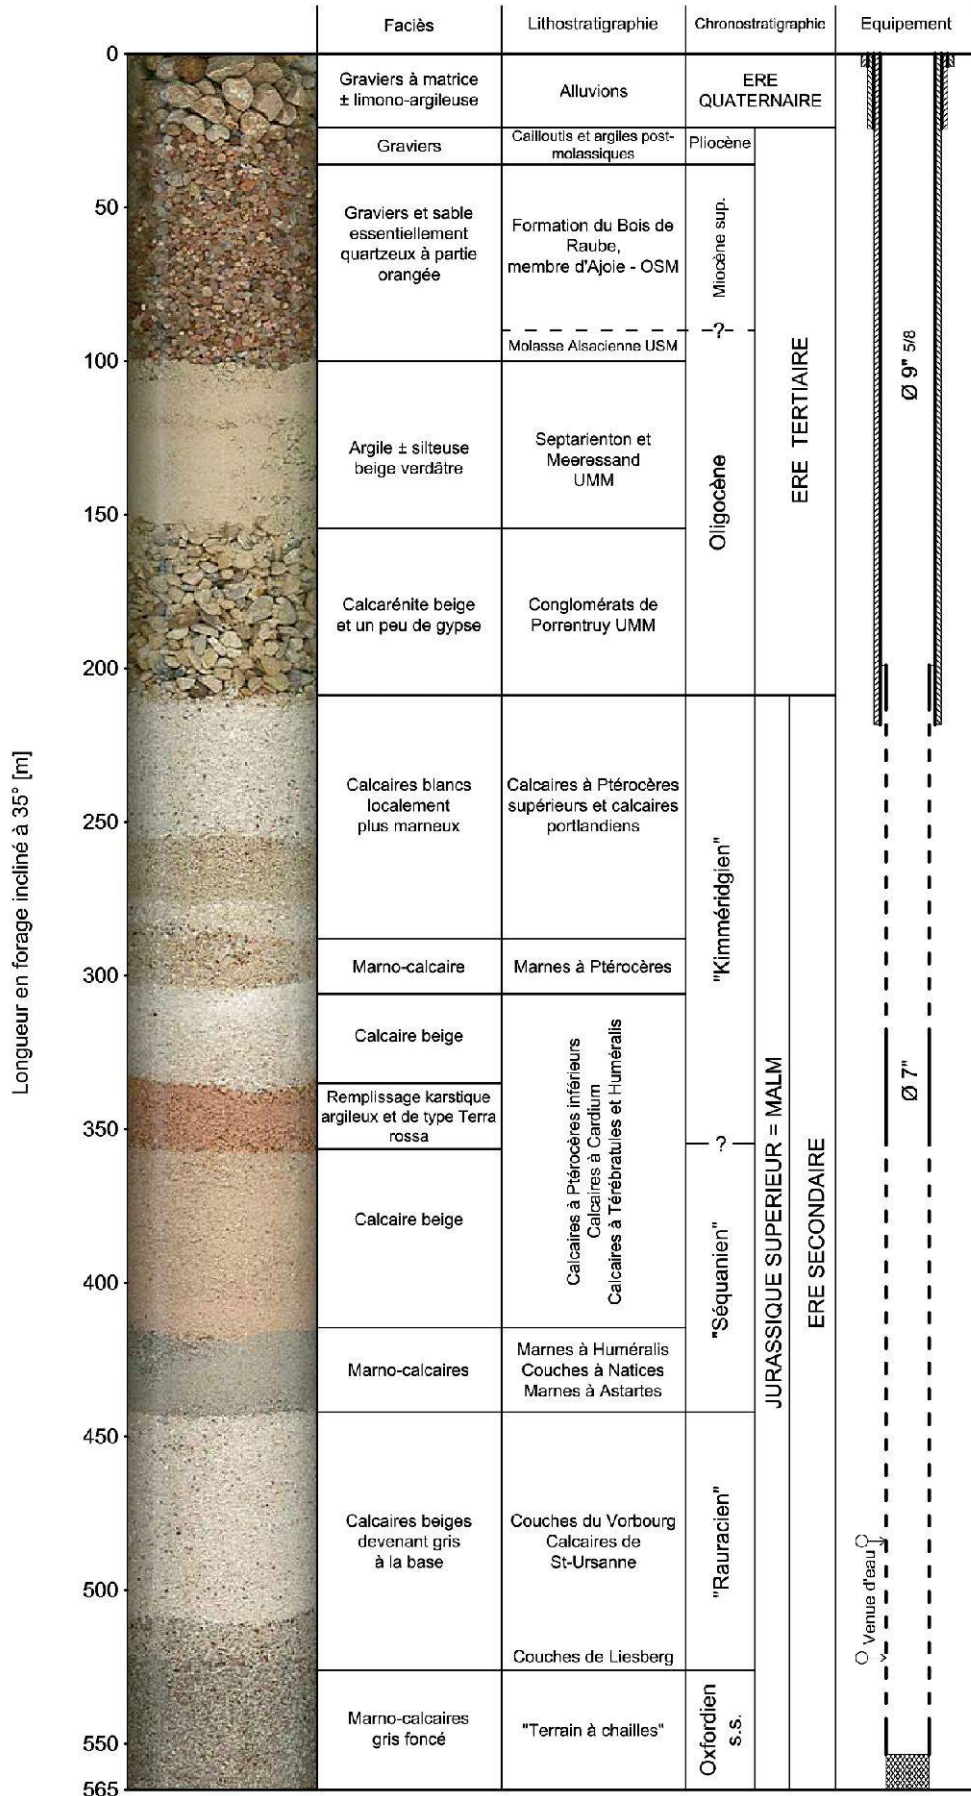 Faciès
Lithostratigraphie
Chronostratigraphic
Equipement
0
50
100
150
200
250
300
350
400
450
500
550
565
Longueur en forage incliné à 35° [m]
Graviers à matrice
± limono-argileuse
Alluvions
ERE
QUATERNAIRE
Graviers
Cailloutis et argiles post-
molassiques
Pliocène
Graviers et sable
essentiellement
quartzeux à partie
orangée
Formation du Bois de
Raube,
membre d'Ajoie - OSM
Miocène sup.
?
Molasse Alsacienne USM
Argile ± silteuse
beige verdâtre
Septarienton et
Meeressand
UMM
Oligocène
ERE TERTIAIRE
Calcarénite beige
et un peu de gypse
Conglomérats de
Porrentruy UMM
Calcaires blancs
localement
plus marneux
Calcaires à Ptérocères
supérieurs et calcaires
portlandiens
"Kimméridgien"
Marno-calcaire
Marnes à Ptérocères
Calcaire beige
Remplissage karstique
argileux et de type Terra
rossa
Calcaire beige
Calcaires à Ptérocères inférieurs
Calcaires à Cardium
Calcaires à Térébratules et Huméralis
?
"Séquanien"
JURASSIQUE SUPERIEUR = MALM
ERE SECONDAIRE
Marno-calcaires
Marnes à Huméralis
Couches à Natices
Marnes à Astartes
Calcaires beiges
devenant gris
à la base
Couches du Vorbourg
Calcaires de
St-Ursanne
Couches de Liesberg
"Rauracien"
Marno-calcaires
gris foncé
"Terrain à chailles"
Oxfordien
s.s.
Ø 9" 5/8
Ø 7"
Venue d'eau